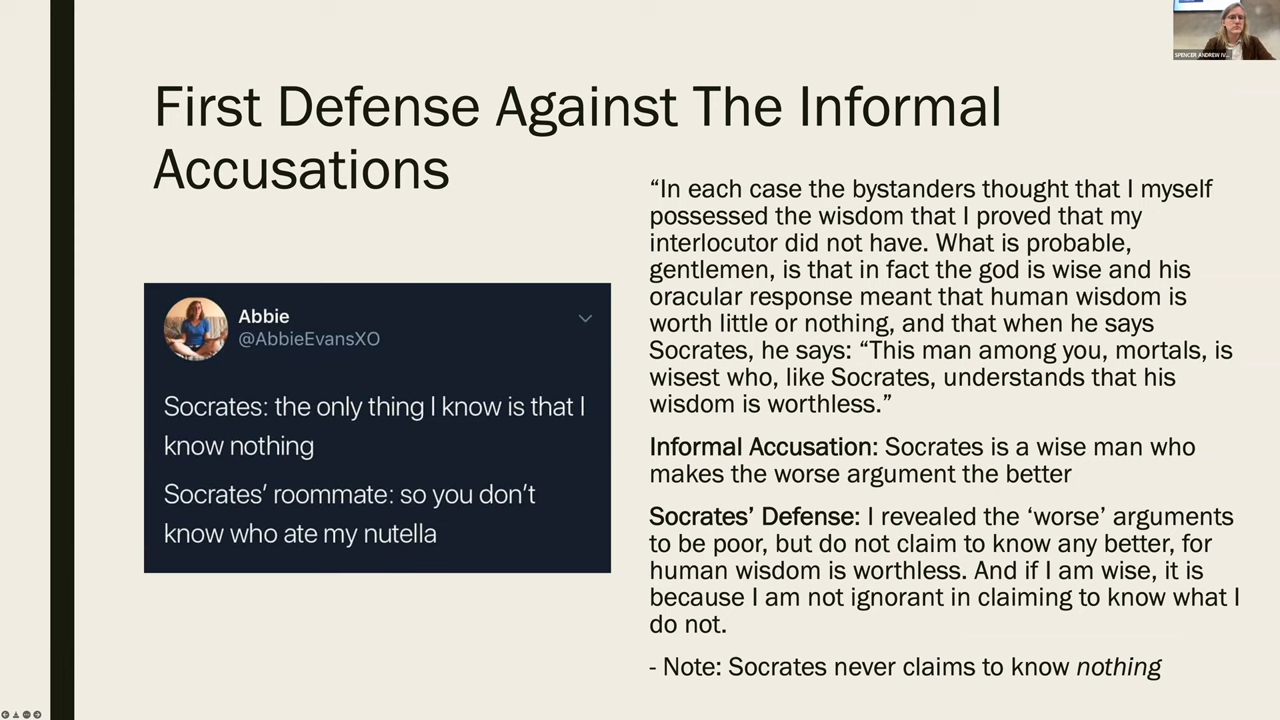 SPENCER ANDREW IV...
First Defense Against The Informal
Accusations
Abbie
@AbbieEvansXO
Socrates: the only thing I know is that I
know nothing
Socrates’ roommate: so you don’t
know who ate my nutella
“In each case the bystanders thought that I myself
possessed the wisdom that I proved that my
interlocutor did not have. What is probable,
gentlemen, is that in fact the god is wise and his
oracular response meant that human wisdom is
worth little or nothing, and that when he says
Socrates, he says: “This man among you, mortals, is
wisest who, like Socrates, understands that his
wisdom is worthless.”
Informal Accusation: Socrates is a wise man who
makes the worse argument the better
Socrates’ Defense: I revealed the ‘worse’ arguments
to be poor, but do not claim to know any better, for
human wisdom is worthless. And if I am wise, it is
because I am not ignorant in claiming to know what I
do not.
- Note: Socrates never claims to know nothing